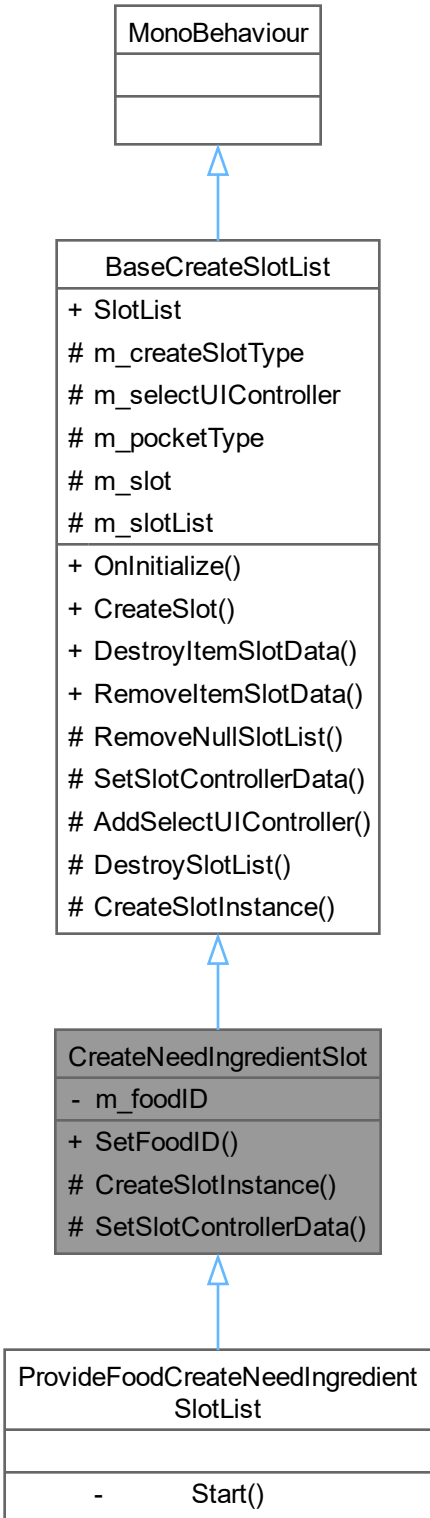 MonoBehaviour
BaseCreateSlotList
+ SlotList
# m_createSlotType
# m_selectUIController
# m_pocketType
# m_slot
# m_slotList
+ OnInitialize()
+ CreateSlot()
+ DestroyItemSlotData()
+ RemoveItemSlotData()
# RemoveNullSlotList()
# SetSlotControllerData()
# AddSelectUIController()
# DestroySlotList()
# CreateSlotInstance()
CreateNeedIngredientSlot
- m_foodID
+ SetFoodID()
# CreateSlotInstance()
# SetSlotControllerData()
ProvideFoodCreateNeedIngredient
SlotList
- Start()